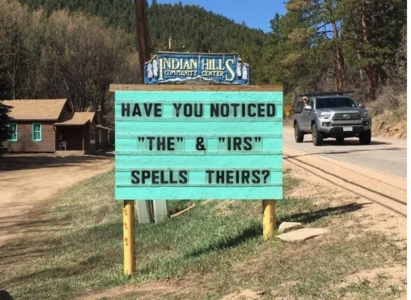 INDIAN HILLS
COMMUNITY CENTER
HAVE YOU NOTICED
"THE" & "IRS"
SPELLS THEIRS?